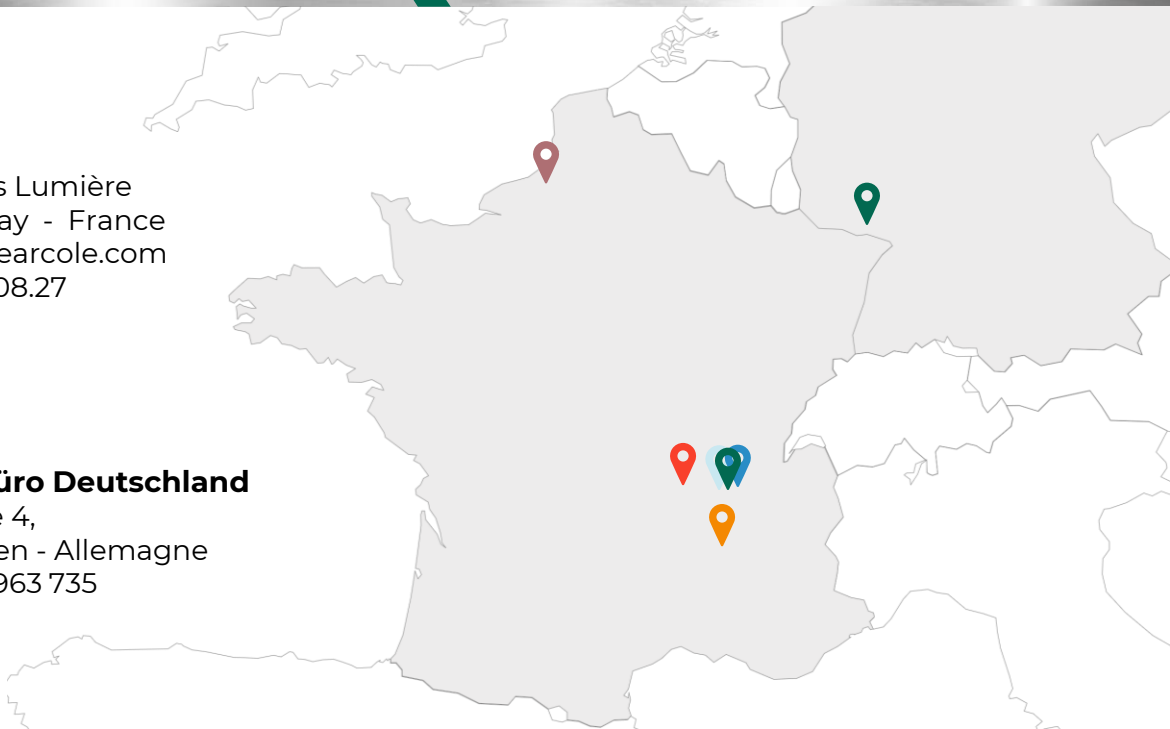 s Lumière
ay - France
earcole.com
08.27
üro Deutschland
e 4,
en - Allemagne
963 735